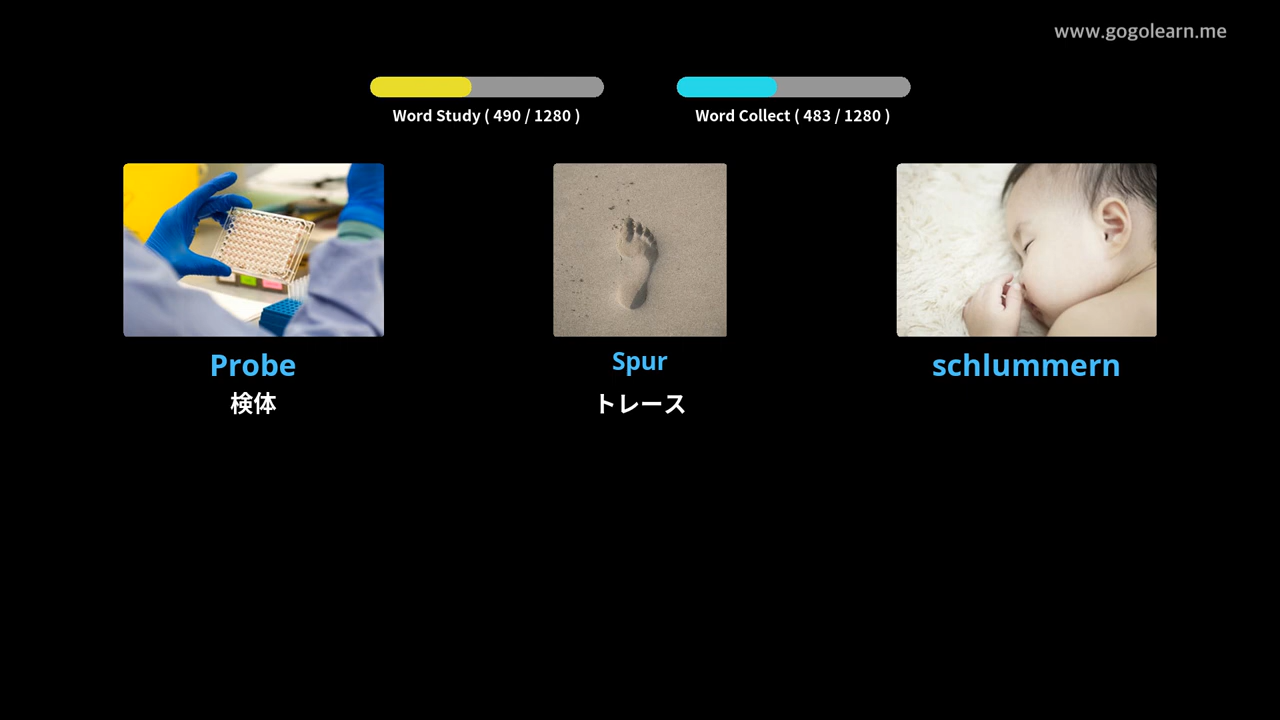 www.gogolearn.me
Word Study ( 490 / 1280 )
Word Collect ( 483 / 1280 )
Probe
検体
Spur
トレース
schlummern